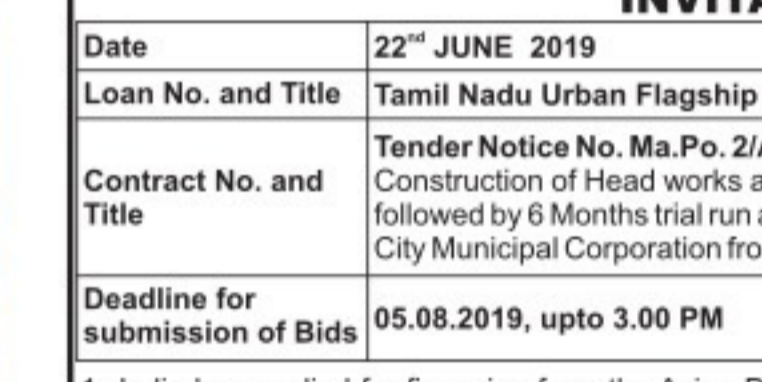 Date
22nd JUNE 2019
Loan No. and Title
Tamil Nadu Urban Flagship
Contract No. and
Title
Tender Notice No. Ma.Po. 2/
Construction of Head works a
followed by 6 Months trial run
City Municipal Corporation fro
Deadline for
submission of Bids
05.08.2019, upto 3.00 PM